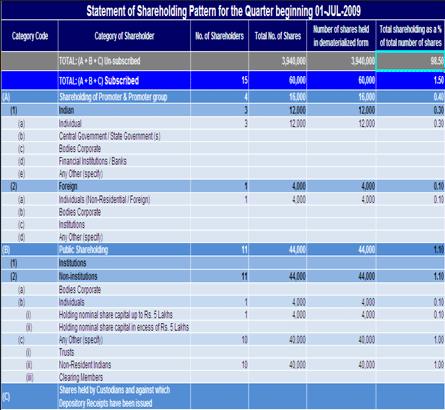 Statement of Shareholding Pattern for the Quarter beginning 01-JUL-2009
Category Code Category of Shareholder No. of Shareholders Total No. of Shares Number of shares held in dematerialized form Total shareholding as a % of total number of shares
TOTAL: (A + B + C) Un-subscribed 3,940,000 3,940,000 98.50
TOTAL: (A + B + C) Subscribed 15 60,000 60,000 1.50
(A) Shareholding of Promoter & Promoter group 4 16,000 16,000 0.40
(1) Indian 3 12,000 12,000 0.30
(a) Individual 3 12,000 12,000 0.30
(b) Central Government / State Government (s)
(c) Bodies Corporate
(d) Financial Institutions / Banks
(e) Any Other (specify)
(2) Foreign 1 4,000 4,000 0.10
(a) Individuals (Non-Residential / Foreign) 1 4,000 4,000 0.10
(b) Bodies Corporate
(c) Institutions
(d) Any Other (specify)
(B) Public Shareholding 11 44,000 44,000 1.10
(1) Institutions
(2) Non-institutions 11 44,000 44,000 1.10
(a) Bodies Corporate
(b) Individuals 1 4,000 4,000 0.10
(i) Holding nominal share capital up to Rs. 5 Lakhs 1 4,000 4,000 0.10
(ii) Holding nominal share capital in excess of Rs. 5 Lakhs
(c) Any Other (specify) 10 40,000 40,000 1.00
(i) Trusts
(ii) Non-Resident Indians 10 40,000 40,000 1.00
(iii) Clearing Members
(C) Shares held by Custodians and against which
Depository Receipts have been issued